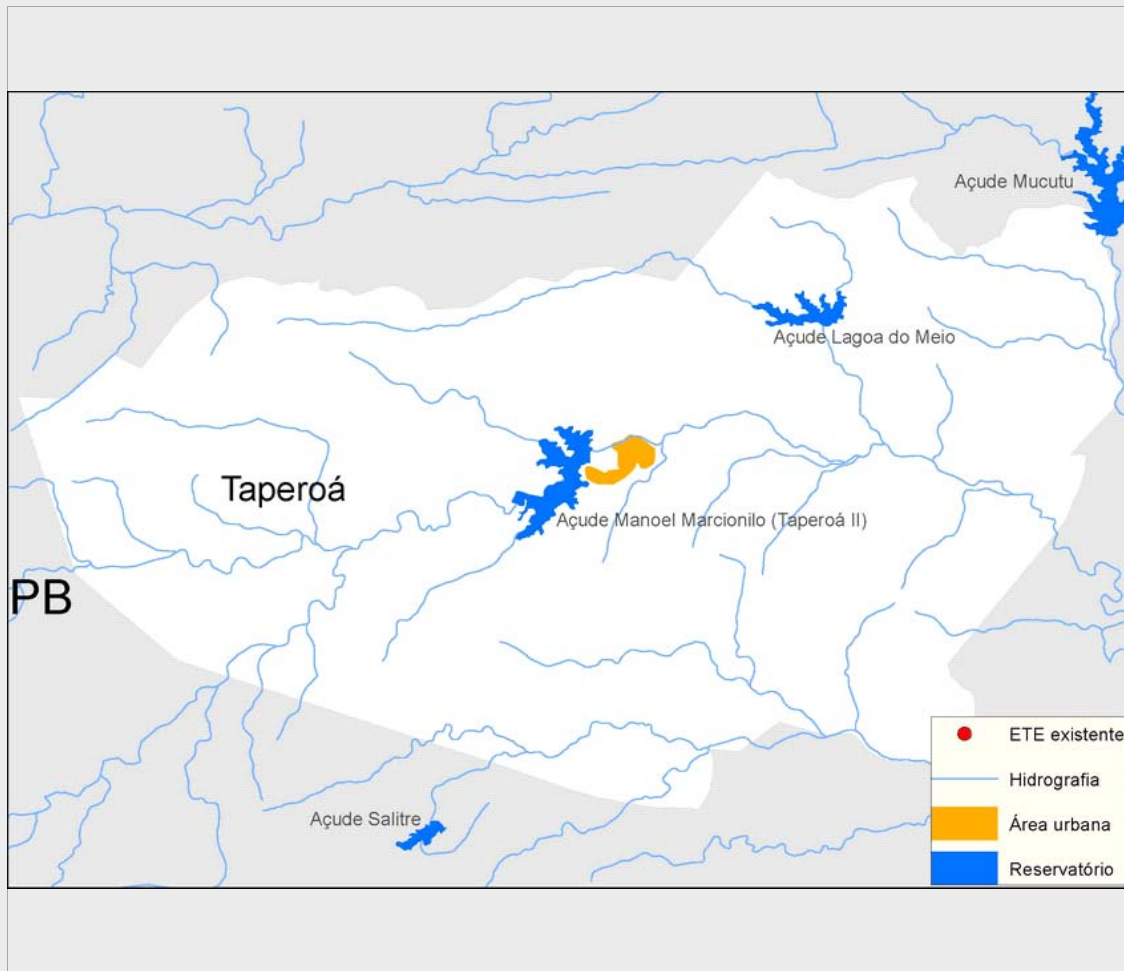 Açude Mucutu
Açude Lagoa do Meio
Taperoá
Açude Manoel Marcionilo (Taperoá II)
PB
Açude Salitre
ETE existente
Hidrografia
Área urbana
Reservatório